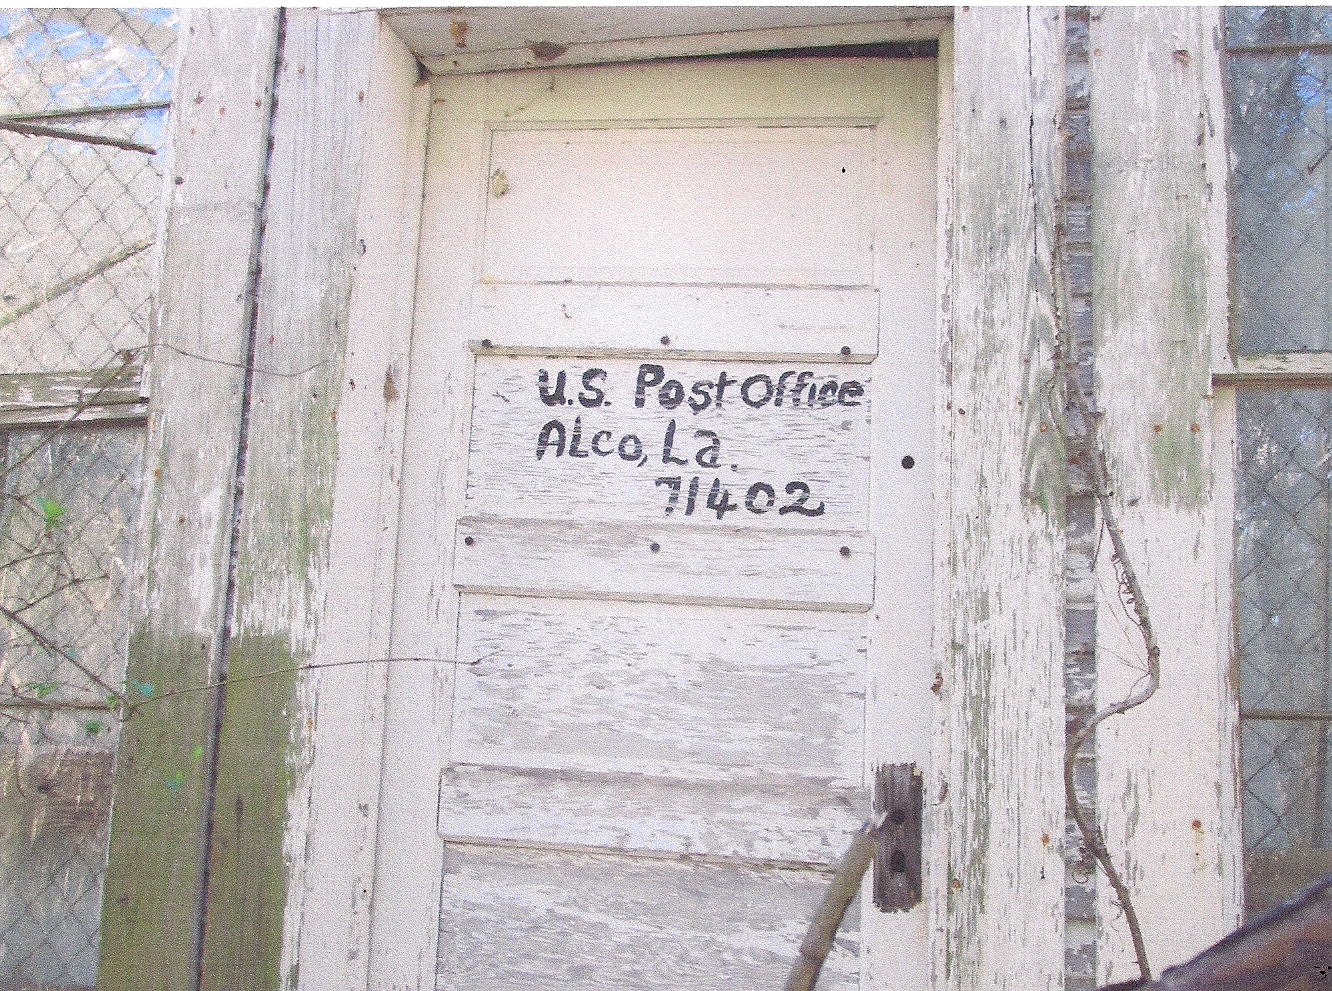 U.S. Post Office
ALco, La.
71402